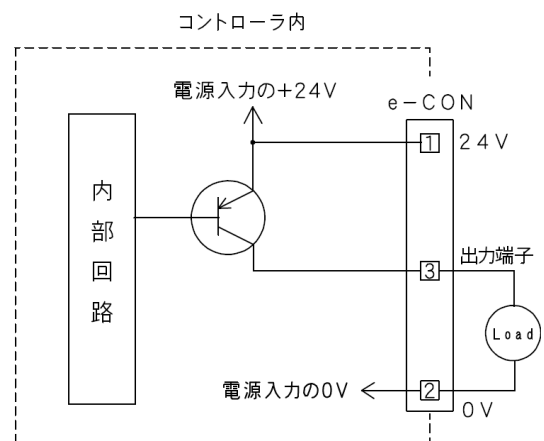 コントローラ内
電源入力の+24V
e-CON
1
24V
内部回路
出力端子
3
Load
電源入力の0V
2
0V